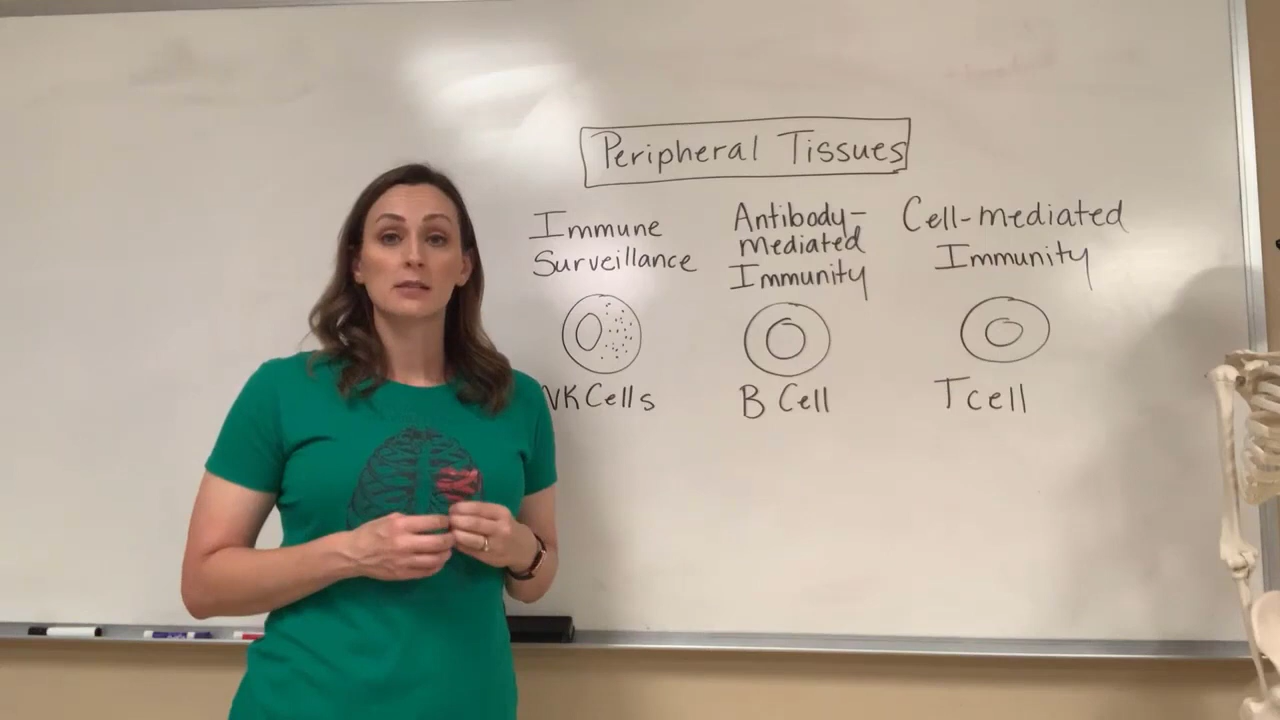 Peripheral Tissues
Immune
Surveillance
NK Cells
Antibody-
mediated
Immunity
B Cell
Cell-mediated
Immunity
T cell